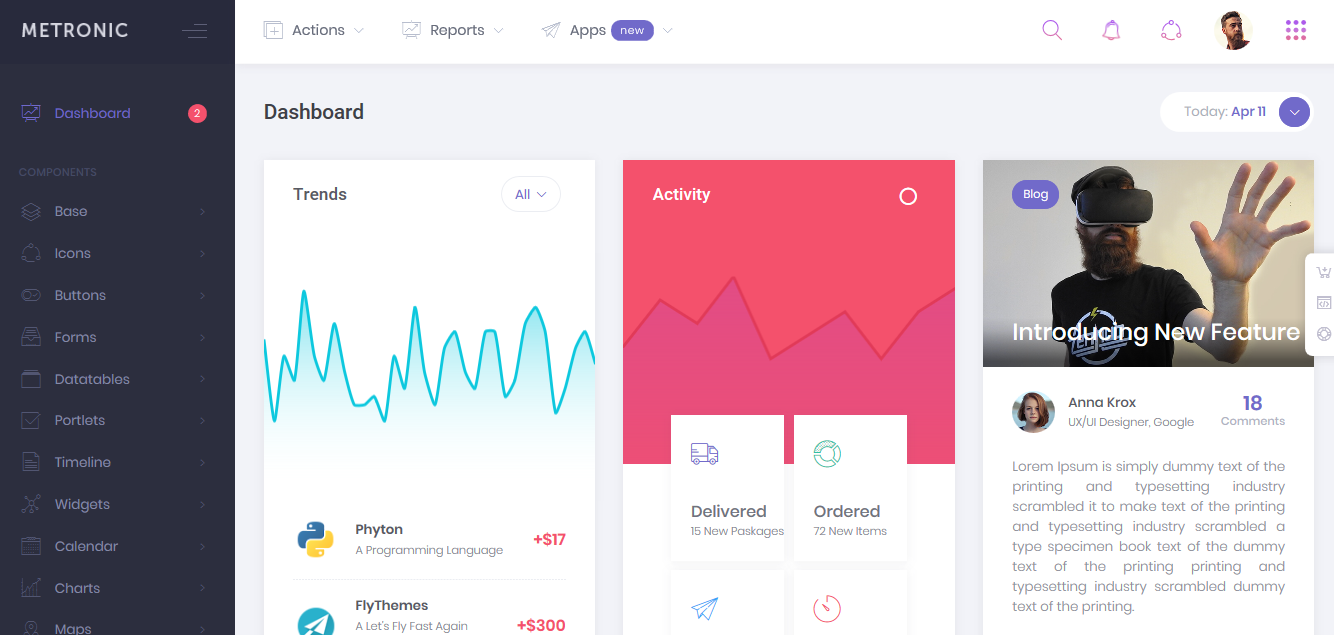 METRONIC
Actions
Reports
Apps new
Dashboard 2
COMPONENTS
Base
Icons
Buttons
Forms
Datatables
Portlets
Timeline
Widgets
Calendar
Charts
Maps
Dashboard
Today: Apr 11
Trends
All
Phyton
A Programming Language
+$17
FlyThemes
A Let's Fly Fast Again
+$300
Activity
Delivered
15 New Paskages
Ordered
72 New Items
Blog
Introducing New Feature
Anna Krox
UX/UI Designer, Google
18
Comments
Lorem Ipsum is simply dummy text of the
printing and typesetting industry
scrambled it to make text of the printing
and typesetting industry scrambled a
type specimen book text of the dummy
text of the printing printing and
typesetting industry scrambled dummy
text of the printing.